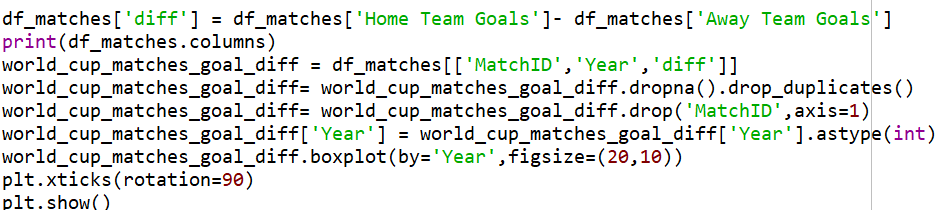 df_matches['diff'] = df_matches['Home Team Goals']- df_matches['Away Team Goals']
print(df_matches.columns)
world_cup_matches_goal_diff = df_matches[['MatchID','Year','diff']]
world_cup_matches_goal_diff= world_cup_matches_goal_diff.dropna().drop_duplicates()
world_cup_matches_goal_diff= world_cup_matches_goal_diff.drop('MatchID',axis=1)
world_cup_matches_goal_diff['Year'] = world_cup_matches_goal_diff['Year'].astype(int)
world_cup_matches_goal_diff.boxplot(by='Year',figsize=(20,10))
plt.xticks(rotation=90)
plt.show()